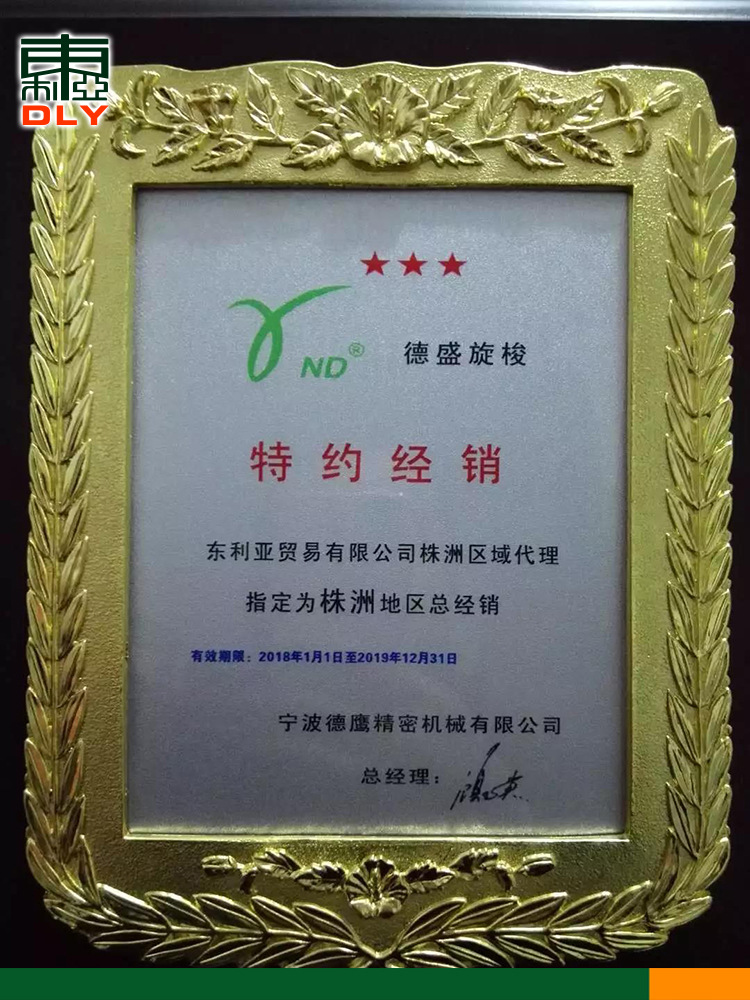 東利亞
DLY
ND® 德盛旋梭
特约经销
东利亚贸易有限公司株洲区域代理
指定为株洲地区总经销
有效期限：2018年1月1日至2019年12月31日
宁波德鹰精密机械有限公司
总经理：